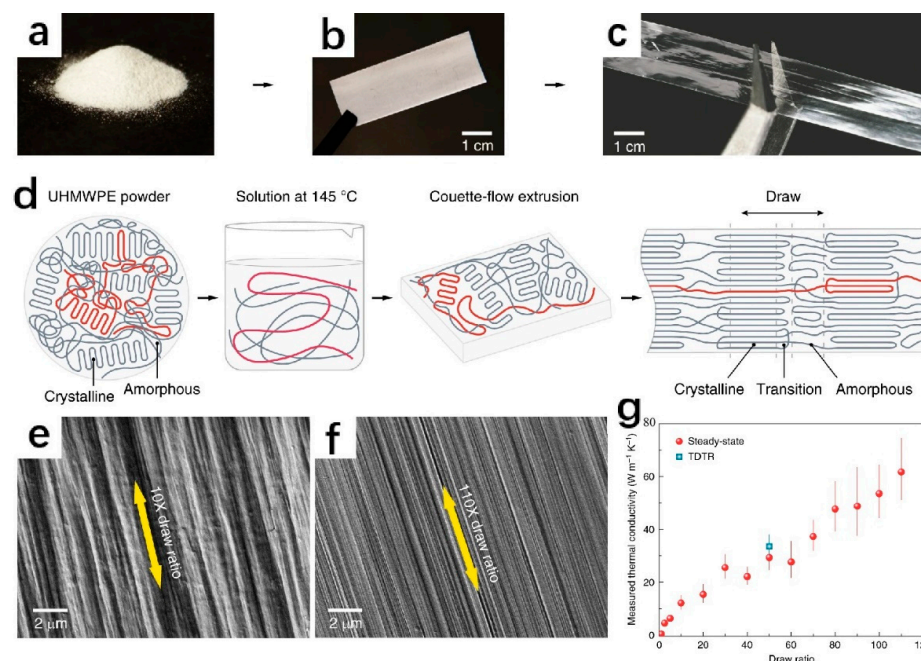 a
b
1 cm
c
1 cm
d
UHMWPE powder
Solution at 145 °C
Couette-flow extrusion
Draw
Crystalline
Amorphous
Crystalline
Transition
Amorphous
e
10X draw ratio
2 μm
f
110X draw ratio
2 μm
g
Measured thermal conductivity (W m⁻¹ K⁻¹)
80
60
40
20
0
Steady-state
TDTR
0
20
40
60
80
100
Draw ratio